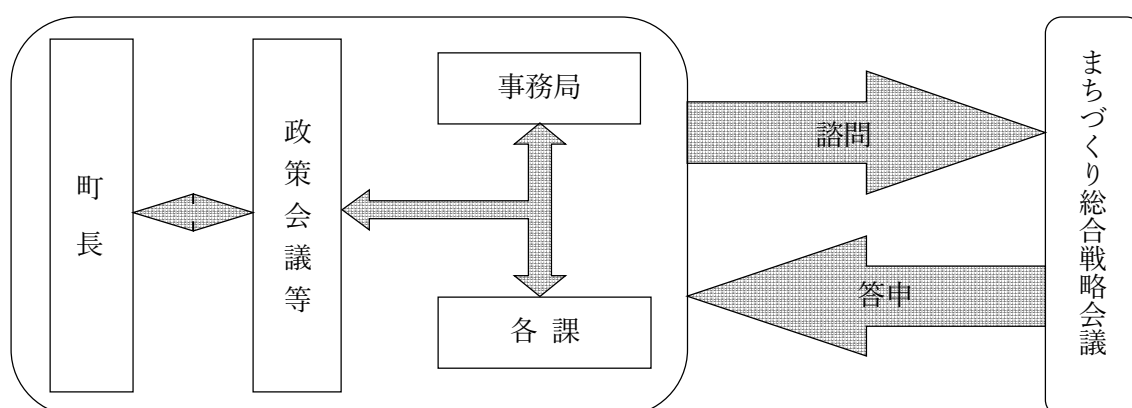 町長
政策会議等
事務局
各 課
諮問
答申
まちづくり総合戦略会議